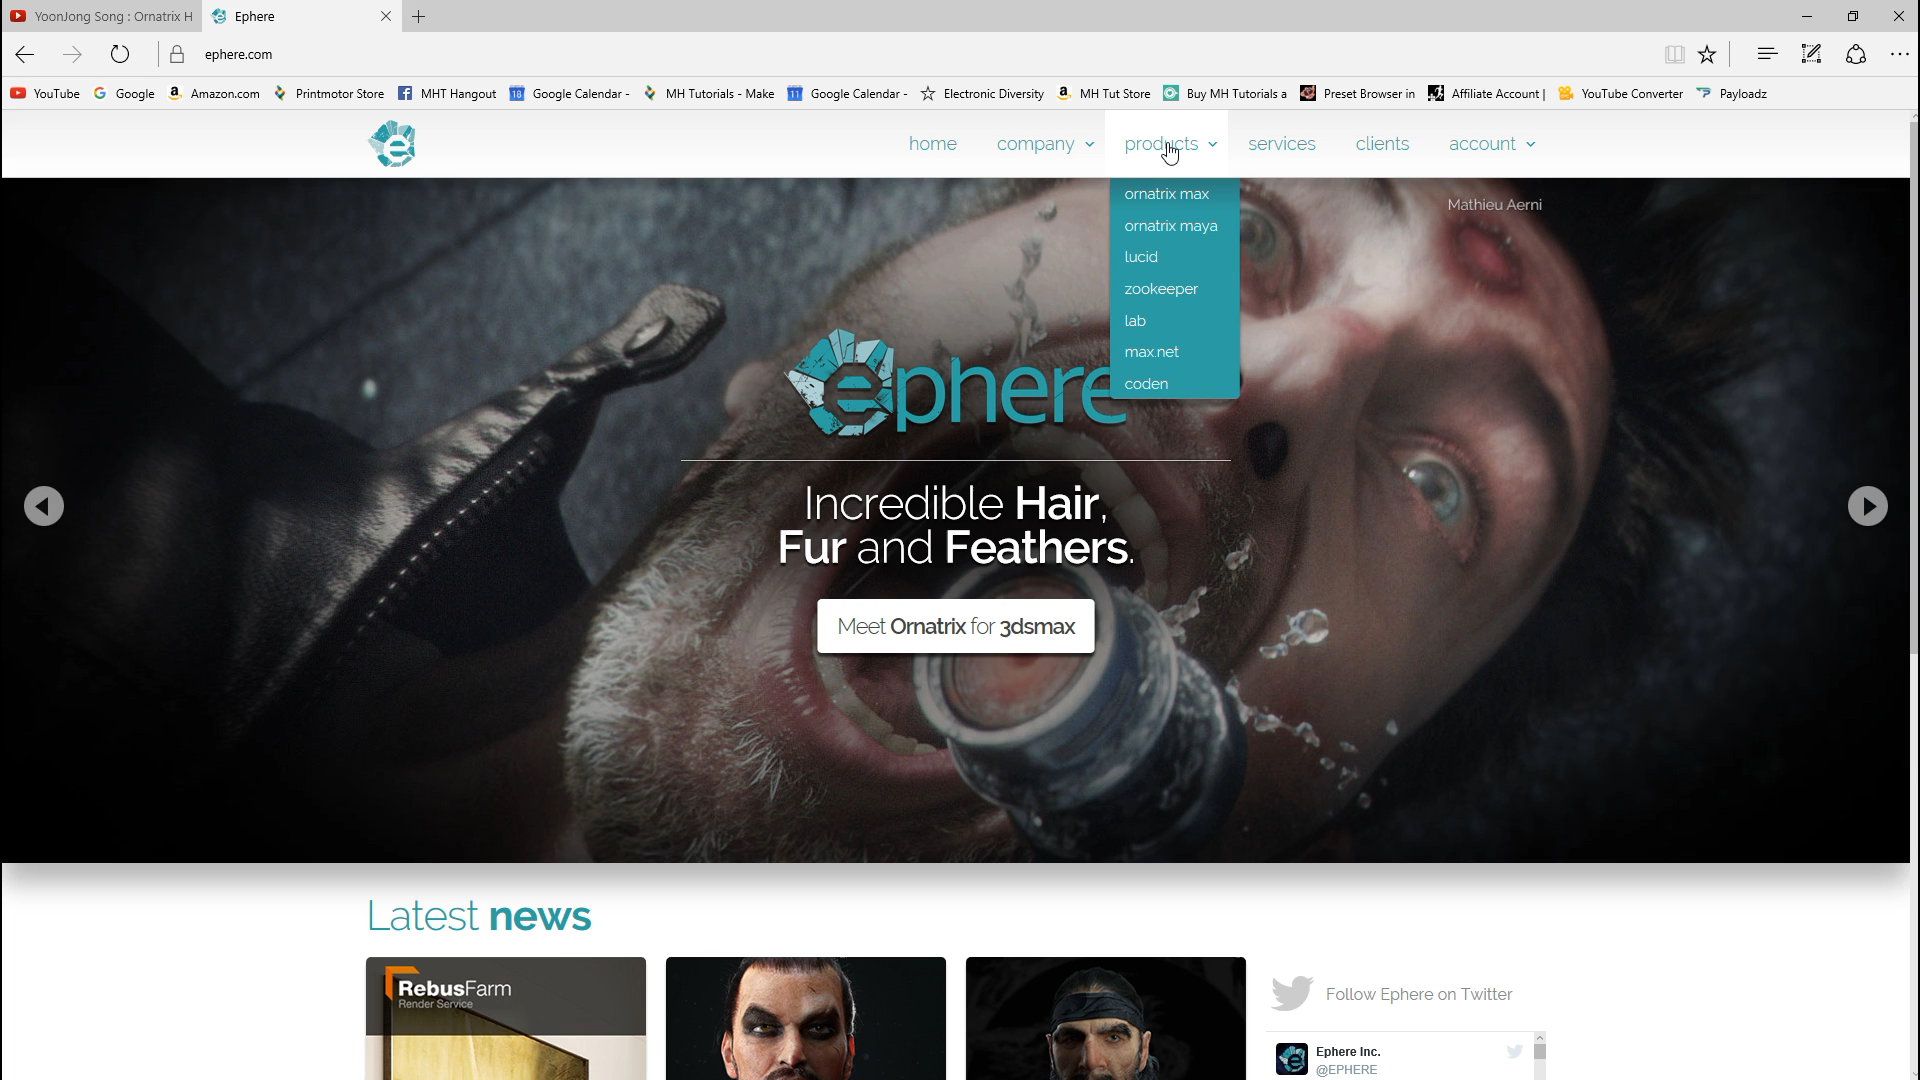 YoonJong Song : Ornatrix H
Ephere
ephere.com
YouTube
Google
Amazon.com
Printmotor Store
MHT Hangout
18
Google Calendar -
MH Tutorials - Make
11
Google Calendar -
Electronic Diversity
MH Tut Store
Buy MH Tutorials a
Preset Browser in
Affiliate Account |
YouTube Converter
Payloadz
home
company
products
services
clients
account
ornatrix max
ornatrix maya
lucid
zookeeper
lab
max.net
coden
Mathieu Aerni
ephere
Incredible Hair,
Fur and Feathers.
Meet Ornatrix for 3dsmax
Latest news
RebusFarm
Render Service
Follow Ephere on Twitter
Ephere Inc.
@EPHERE